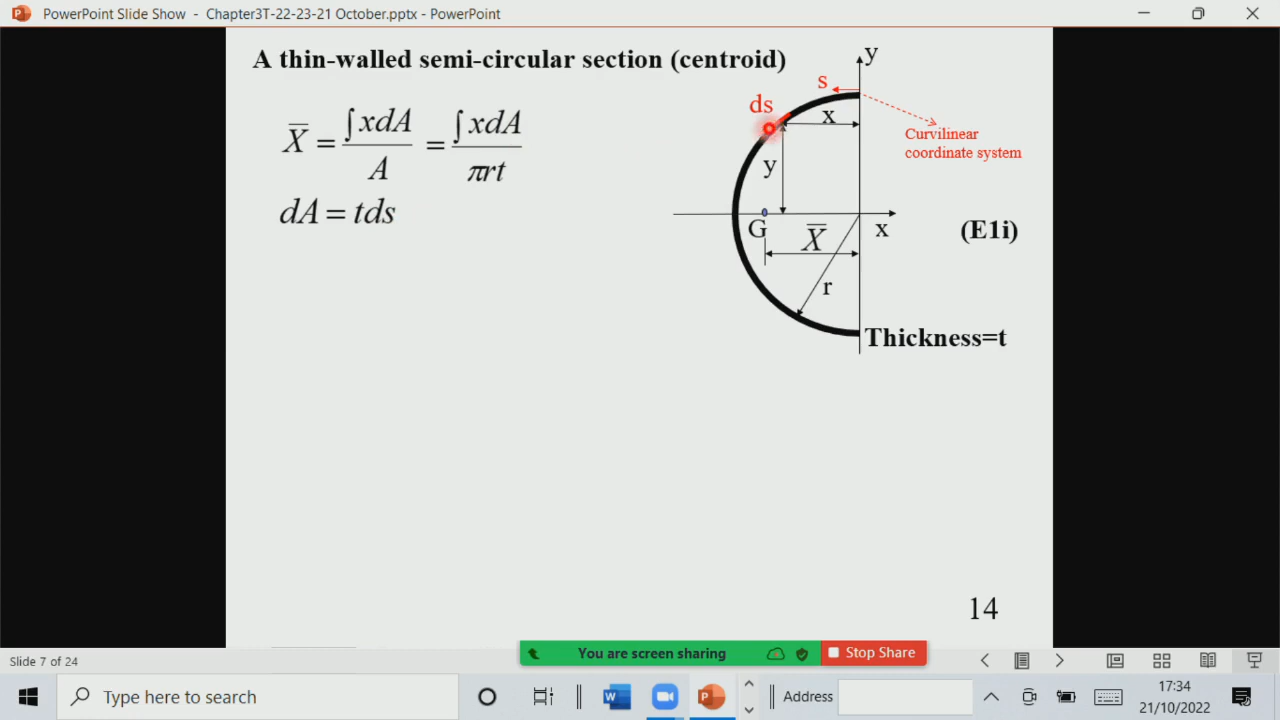 PowerPoint Slide Show - Chapter3T-22-23-21 October.pptx - PowerPoint
A thin-walled semi-circular section (centroid)
X̅ = ∫xdA / A = ∫xdA / πrt
dA = tds
y
s
ds
x
Curvilinear
coordinate system
y
G
X̅
x
(E1i)
r
Thickness=t
14
You are screen sharing
Stop Share
Slide 7 of 24
Type here to search
Address
17:34
21/10/2022